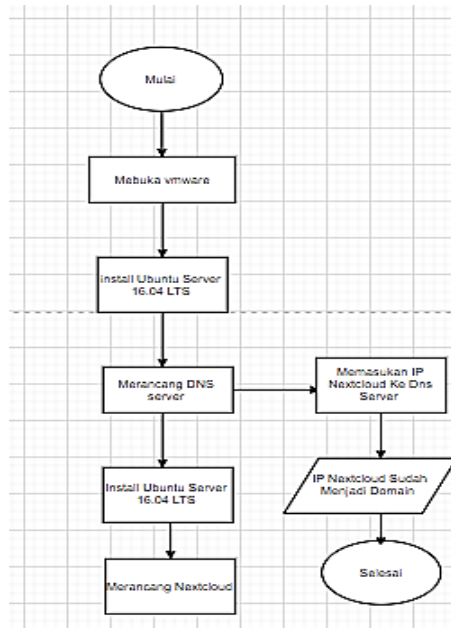 Mulai
Mebuka vmware
install Ubuntu Server
16.04 LTS
Merancang DNS
server
Memasukan IP
Nextcloud Ke Dns
Server
Install Ubuntu Server
16.04 LTS
IP Nextcloud Sudah
Menjadi Domain
Merancang Nextcloud
Selesai